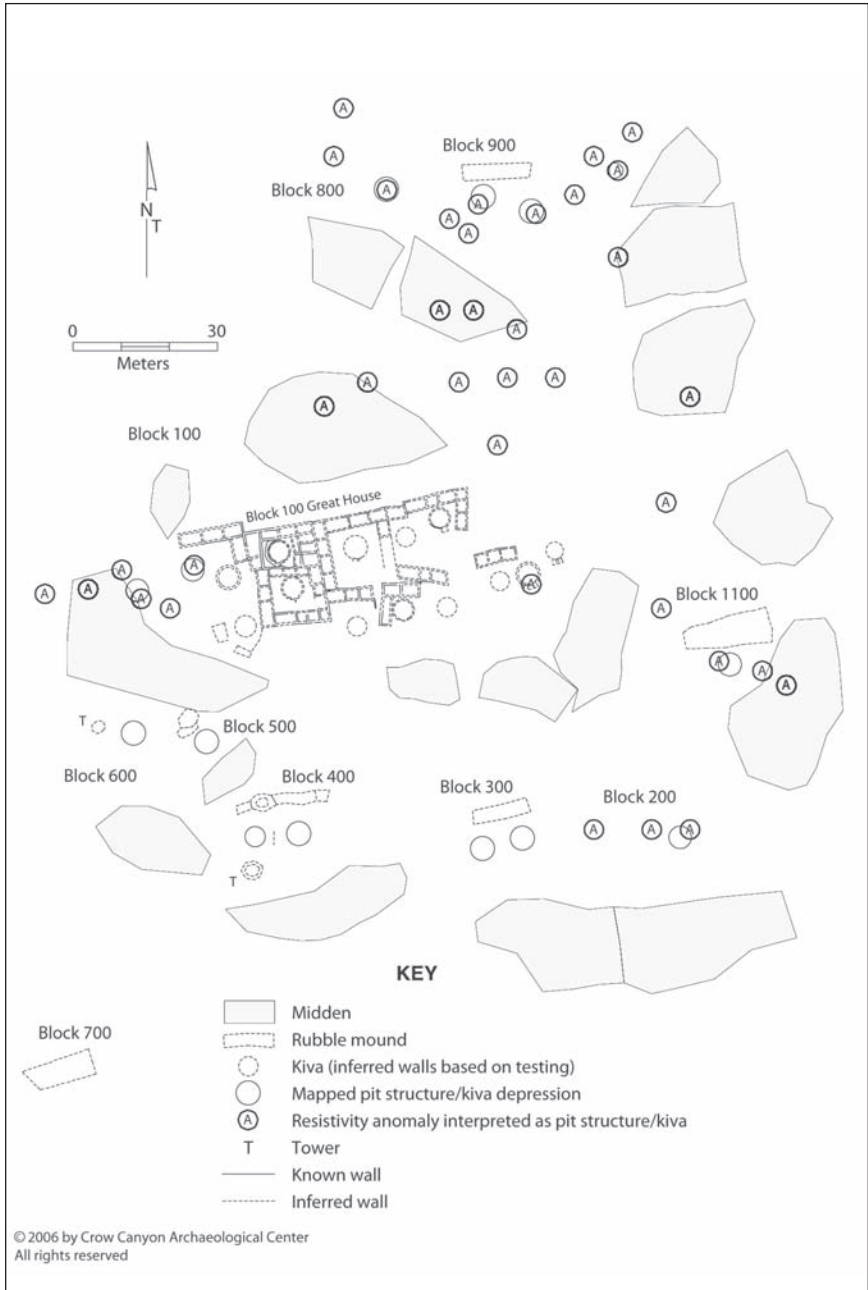 Block 900
Block 800
N
T
0 30
Meters
Block 100
Block 100 Great House
Block 1100
T
Block 500
Block 600
Block 400
Block 300
Block 200
T
KEY
Block 700
Midden
Rubble mound
Kiva (inferred walls based on testing)
Mapped pit structure/kiva depression
A Resistivity anomaly interpreted as pit structure/kiva
T Tower
Known wall
Inferred wall
© 2006 by Crow Canyon Archaeological Center
All rights reserved